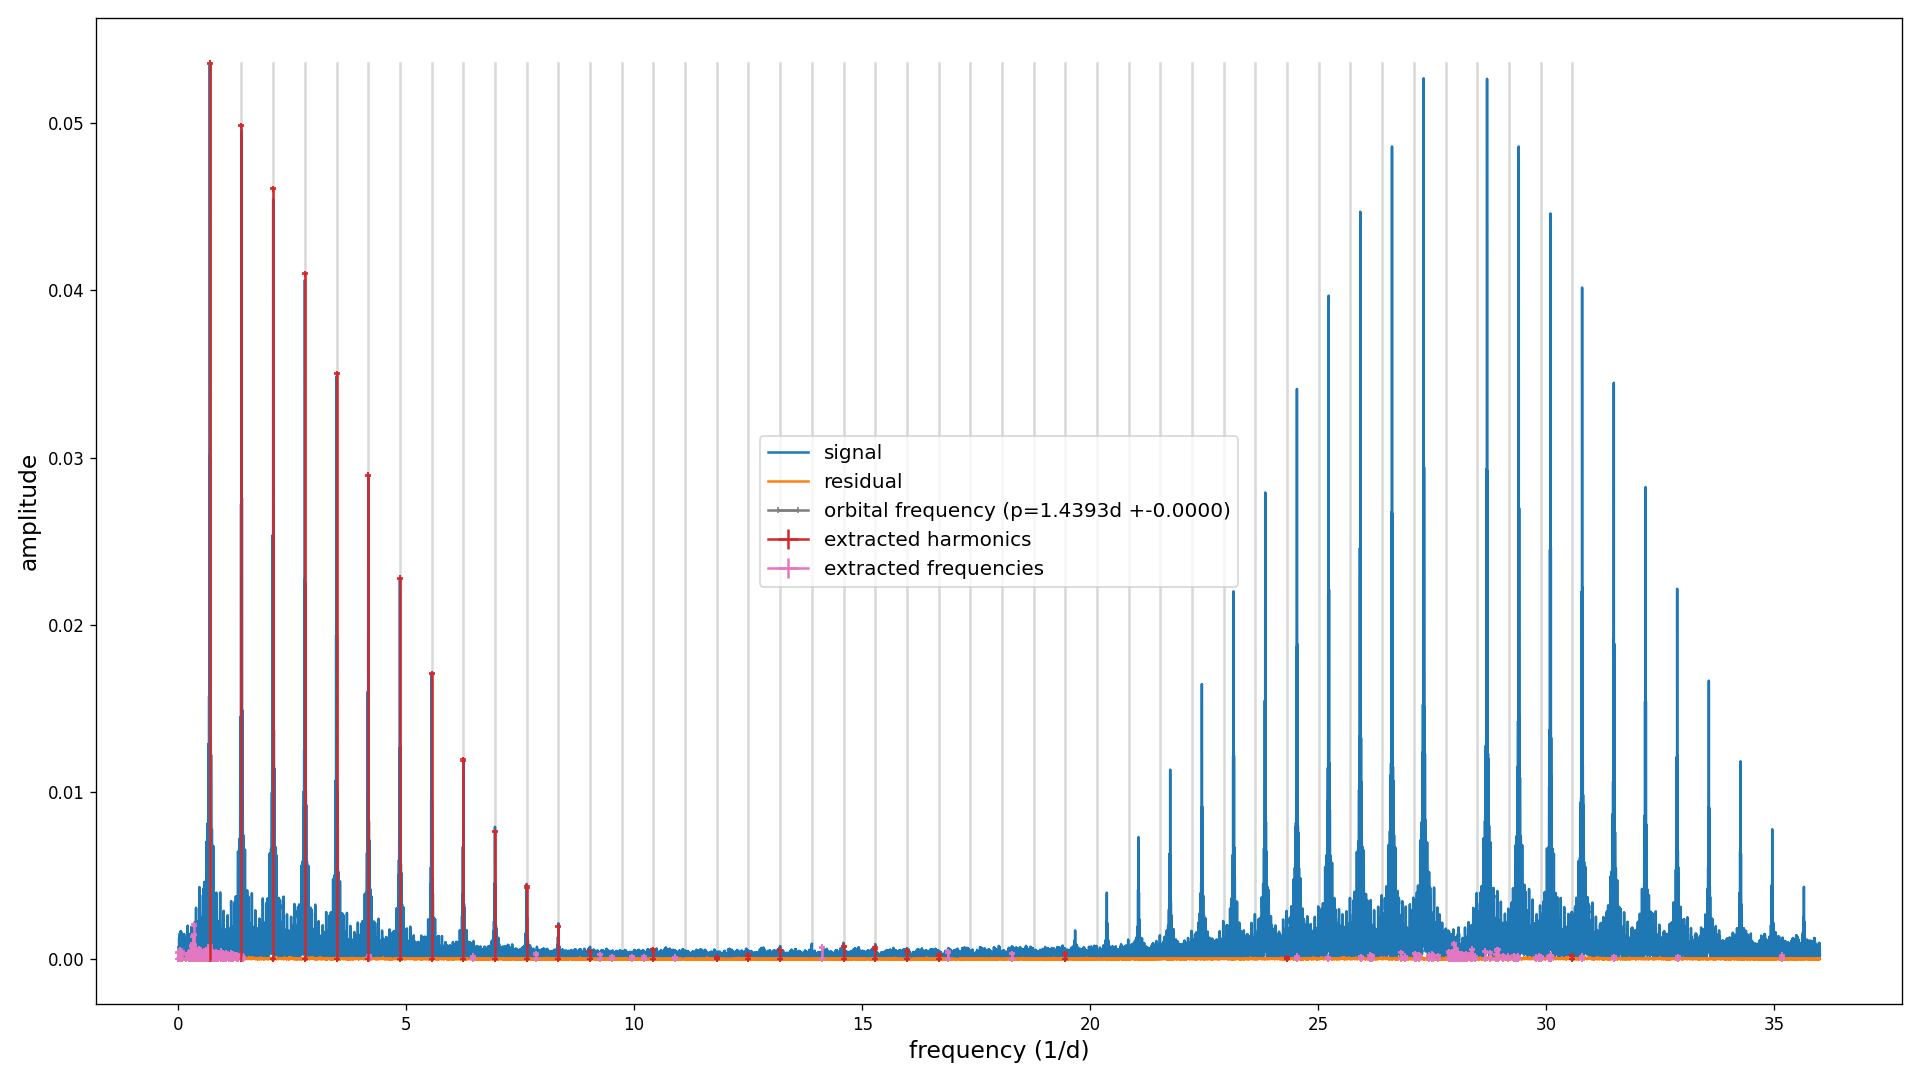 0.05
0.04
0.03
0.02
0.01
0.00
amplitude
signal
residual
orbital frequency (p=1.4393d +-0.0000)
extracted harmonics
extracted frequencies
0 5 10 15 20 25 30 35
frequency (1/d)